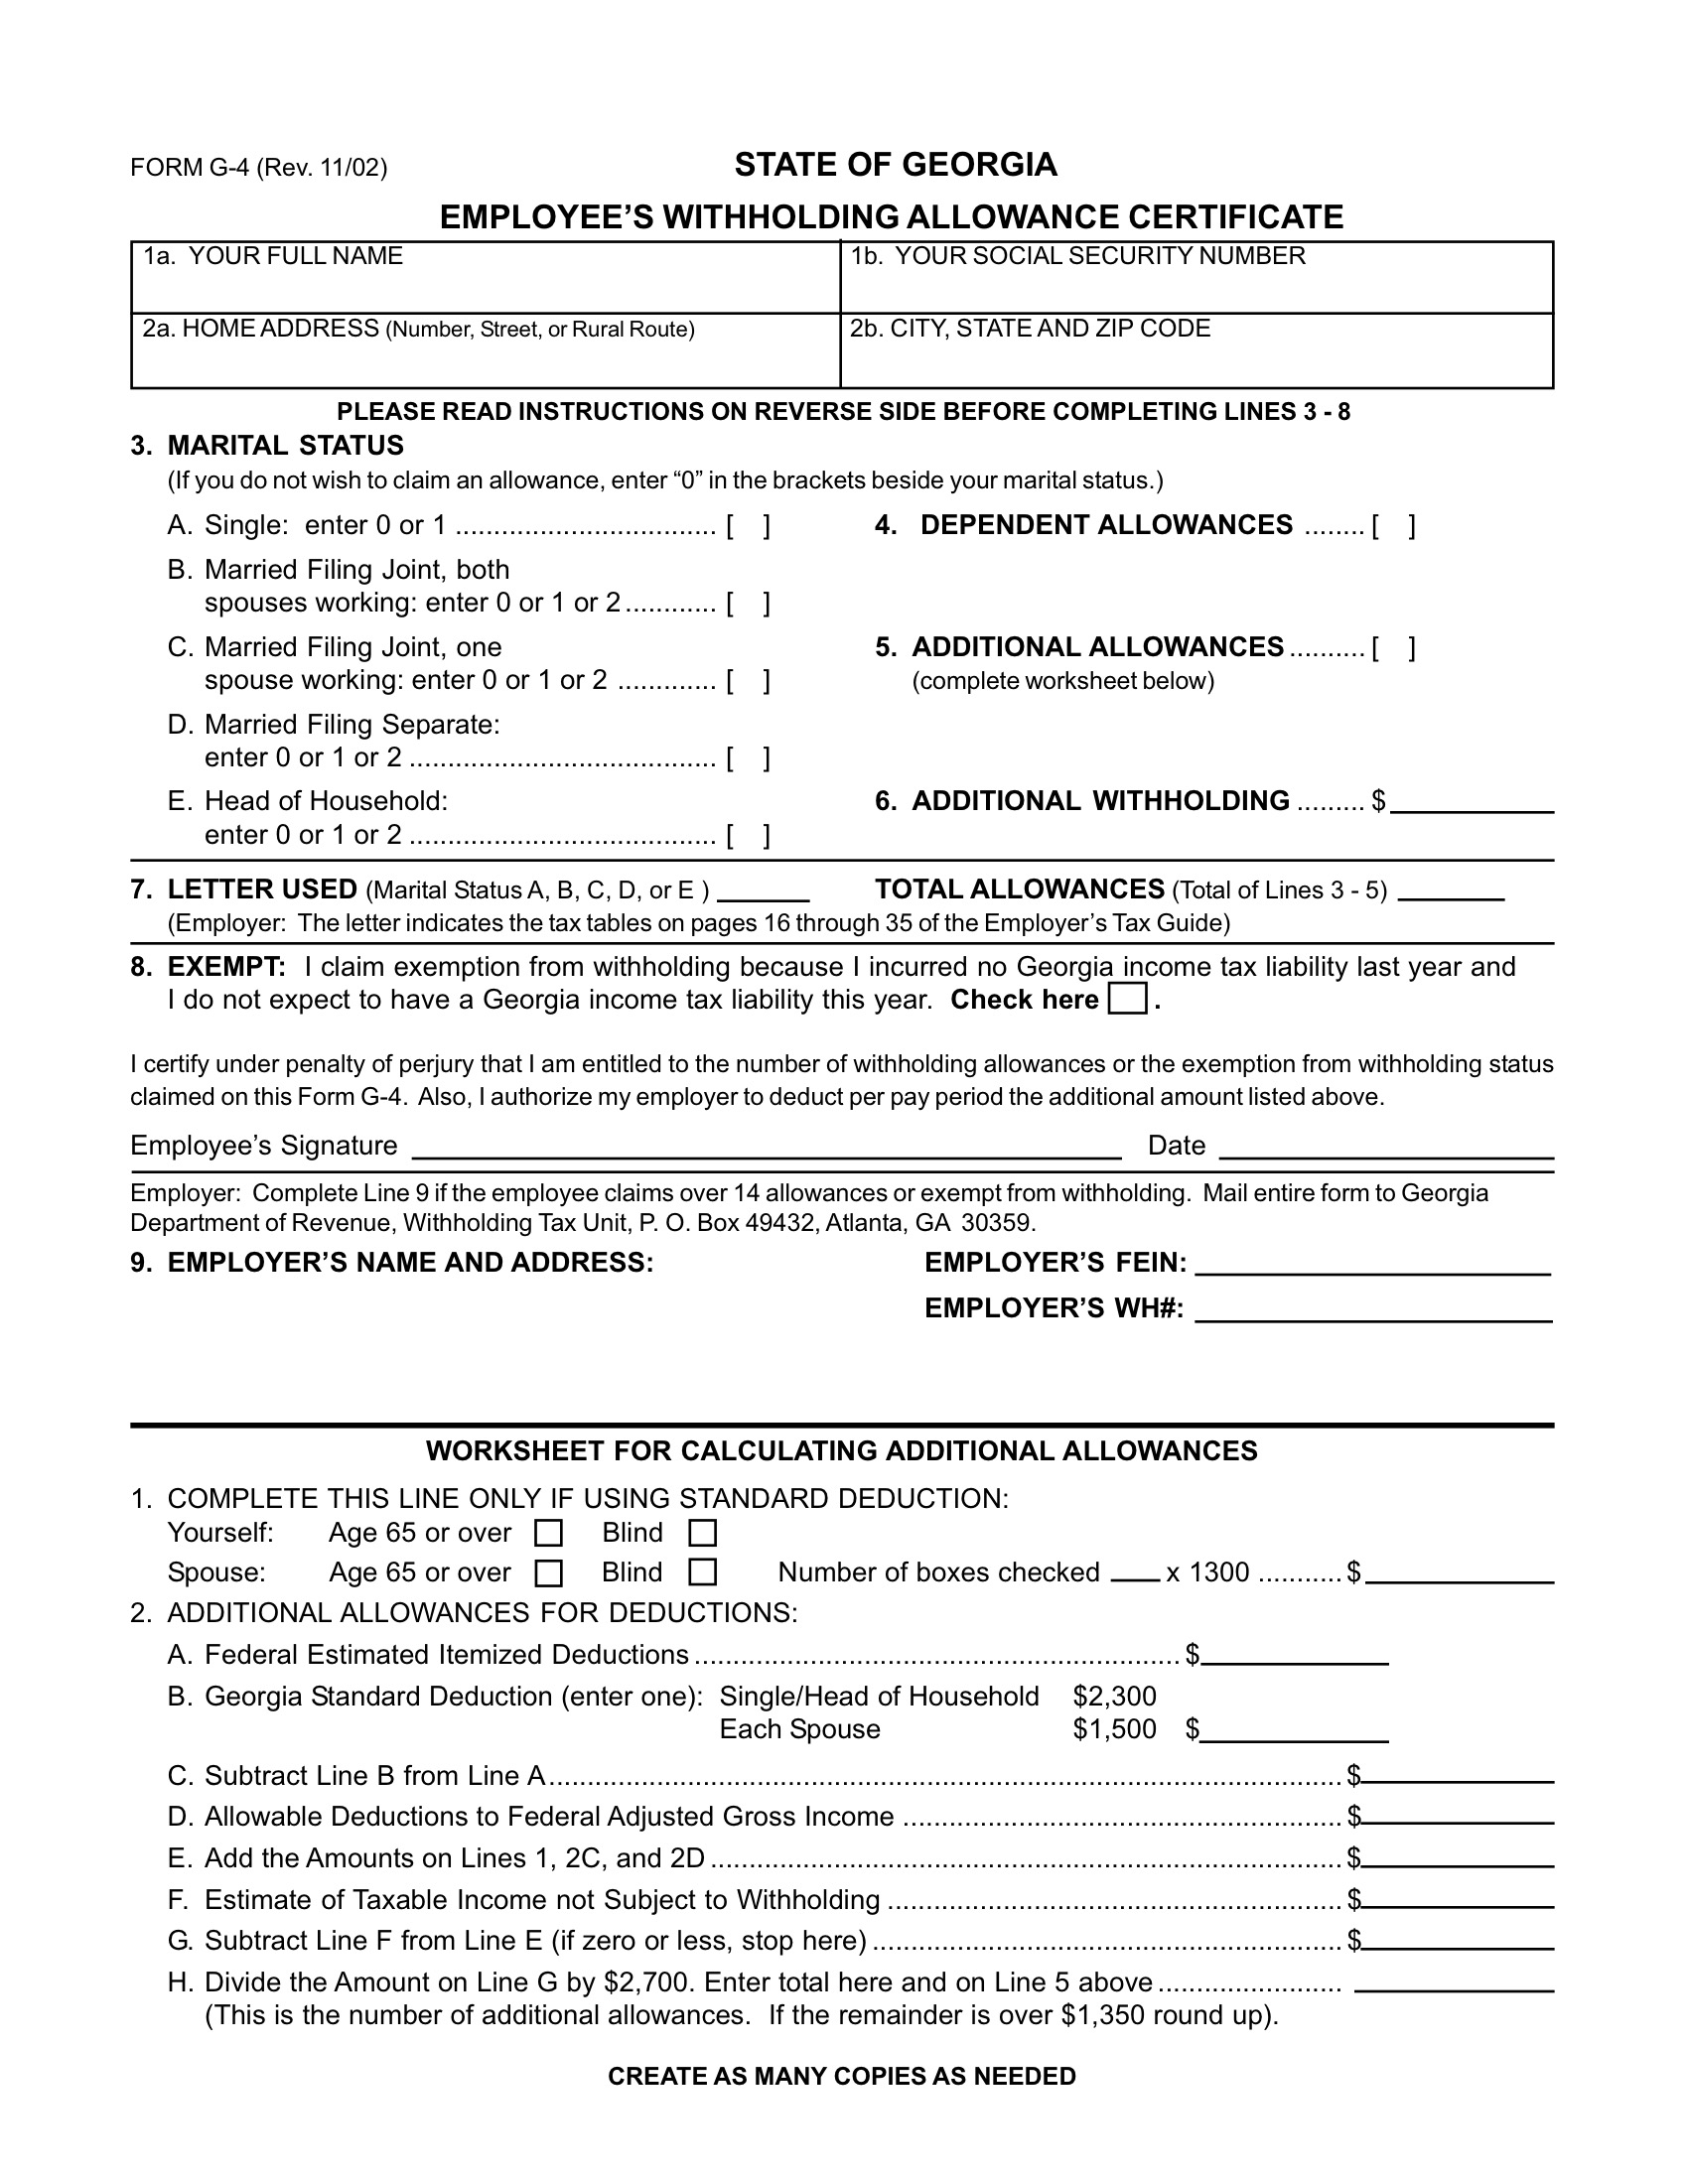 FORM G-4 (Rev. 11/02)
STATE OF GEORGIA
EMPLOYEE’S WITHHOLDING ALLOWANCE CERTIFICATE
1a. YOUR FULL NAME
1b. YOUR SOCIAL SECURITY NUMBER
2a. HOME ADDRESS (Number, Street, or Rural Route)
2b. CITY, STATE AND ZIP CODE
PLEASE READ INSTRUCTIONS ON REVERSE SIDE BEFORE COMPLETING LINES 3 - 8
3. MARITAL STATUS
(If you do not wish to claim an allowance, enter “0” in the brackets beside your marital status.)
A. Single: enter 0 or 1 .................................. [ ]
4. DEPENDENT ALLOWANCES ........ [ ]
B. Married Filing Joint, both
spouses working: enter 0 or 1 or 2............ [ ]
C. Married Filing Joint, one
spouse working: enter 0 or 1 or 2 ............. [ ]
5. ADDITIONAL ALLOWANCES .......... [ ]
(complete worksheet below)
D. Married Filing Separate:
enter 0 or 1 or 2 ........................................ [ ]
E. Head of Household:
enter 0 or 1 or 2 ........................................ [ ]
6. ADDITIONAL WITHHOLDING ......... $
7. LETTER USED (Marital Status A, B, C, D, or E )
TOTAL ALLOWANCES (Total of Lines 3 - 5)
(Employer: The letter indicates the tax tables on pages 16 through 35 of the Employer’s Tax Guide)
8. EXEMPT: I claim exemption from withholding because I incurred no Georgia income tax liability last year and
I do not expect to have a Georgia income tax liability this year. Check here .
I certify under penalty of perjury that I am entitled to the number of withholding allowances or the exemption from withholding status
claimed on this Form G-4. Also, I authorize my employer to deduct per pay period the additional amount listed above.
Employee’s Signature Date
Employer: Complete Line 9 if the employee claims over 14 allowances or exempt from withholding. Mail entire form to Georgia
Department of Revenue, Withholding Tax Unit, P. O. Box 49432, Atlanta, GA 30359.
9. EMPLOYER’S NAME AND ADDRESS:
EMPLOYER’S FEIN:
EMPLOYER’S WH#:
WORKSHEET FOR CALCULATING ADDITIONAL ALLOWANCES
1. COMPLETE THIS LINE ONLY IF USING STANDARD DEDUCTION:
Yourself: Age 65 or over Blind
Spouse: Age 65 or over Blind Number of boxes checked x 1300 ........... $
2. ADDITIONAL ALLOWANCES FOR DEDUCTIONS:
A. Federal Estimated Itemized Deductions ............................................................... $
B. Georgia Standard Deduction (enter one): Single/Head of Household $2,300
Each Spouse $1,500 $
C. Subtract Line B from Line A....................................................................................................... $
D. Allowable Deductions to Federal Adjusted Gross Income ......................................................... $
E. Add the Amounts on Lines 1, 2C, and 2D .................................................................................. $
F. Estimate of Taxable Income not Subject to Withholding ........................................................... $
G. Subtract Line F from Line E (if zero or less, stop here) ............................................................. $
H. Divide the Amount on Line G by $2,700. Enter total here and on Line 5 above ........................
(This is the number of additional allowances. If the remainder is over $1,350 round up).
CREATE AS MANY COPIES AS NEEDED